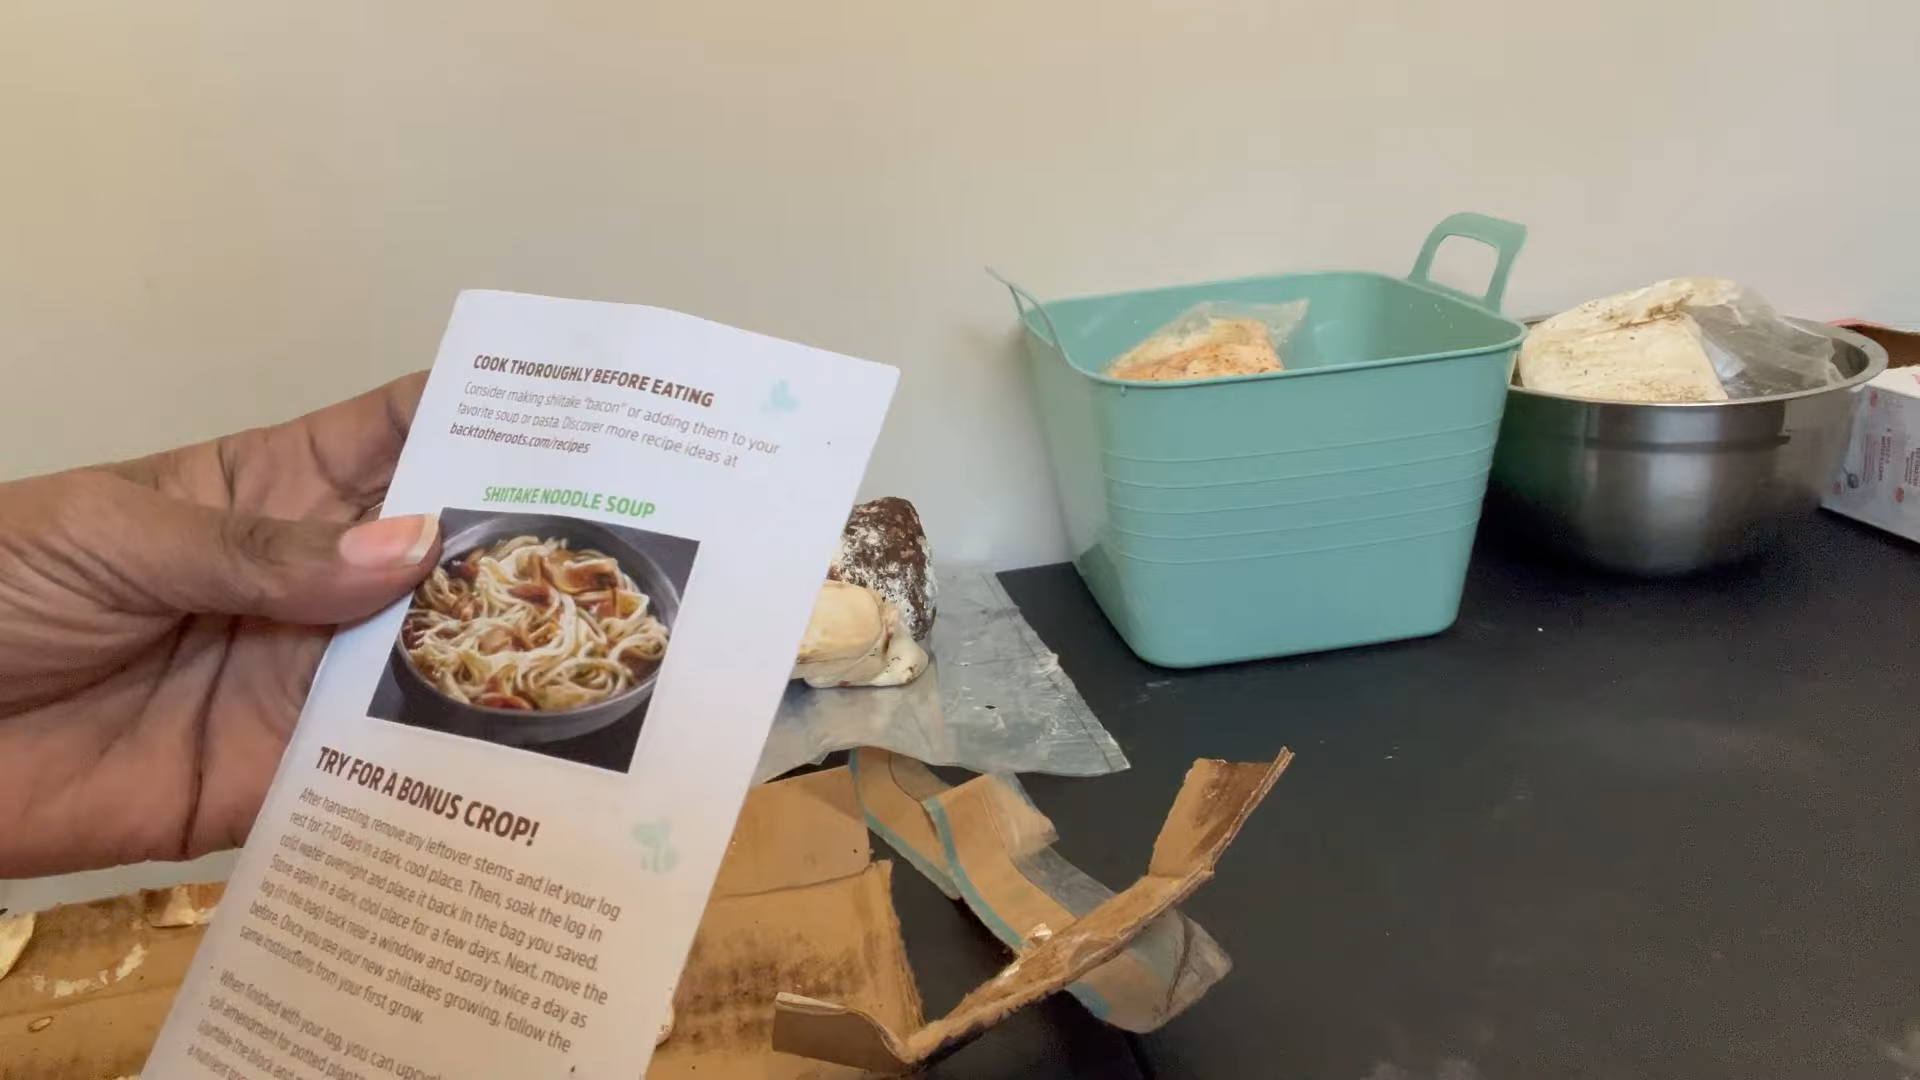 COOK THOROUGHLY BEFORE EATING
Consider making shiitake "bacon" or adding them to your
favorite soup or pasta. Discover more recipe ideas at
backtotheroots.com/recipes
SHIITAKE NOODLE SOUP
TRY FOR A BONUS CROP!
After harvesting, remove any leftover stems and let your log
rest for 7-10 days in a dark, cool place. Then, soak the log in
cold water overnight and place it back in the bag you saved.
Store again in a dark, cool place for a few days. Next, move the
log (in the bag) back near a window and spray twice a day as
before. Once you see your new shiitakes growing, follow the
same instructions from your first grow.
When finished with your log, you can
soil amendment for potted plants
crumble the block and
a nutrient